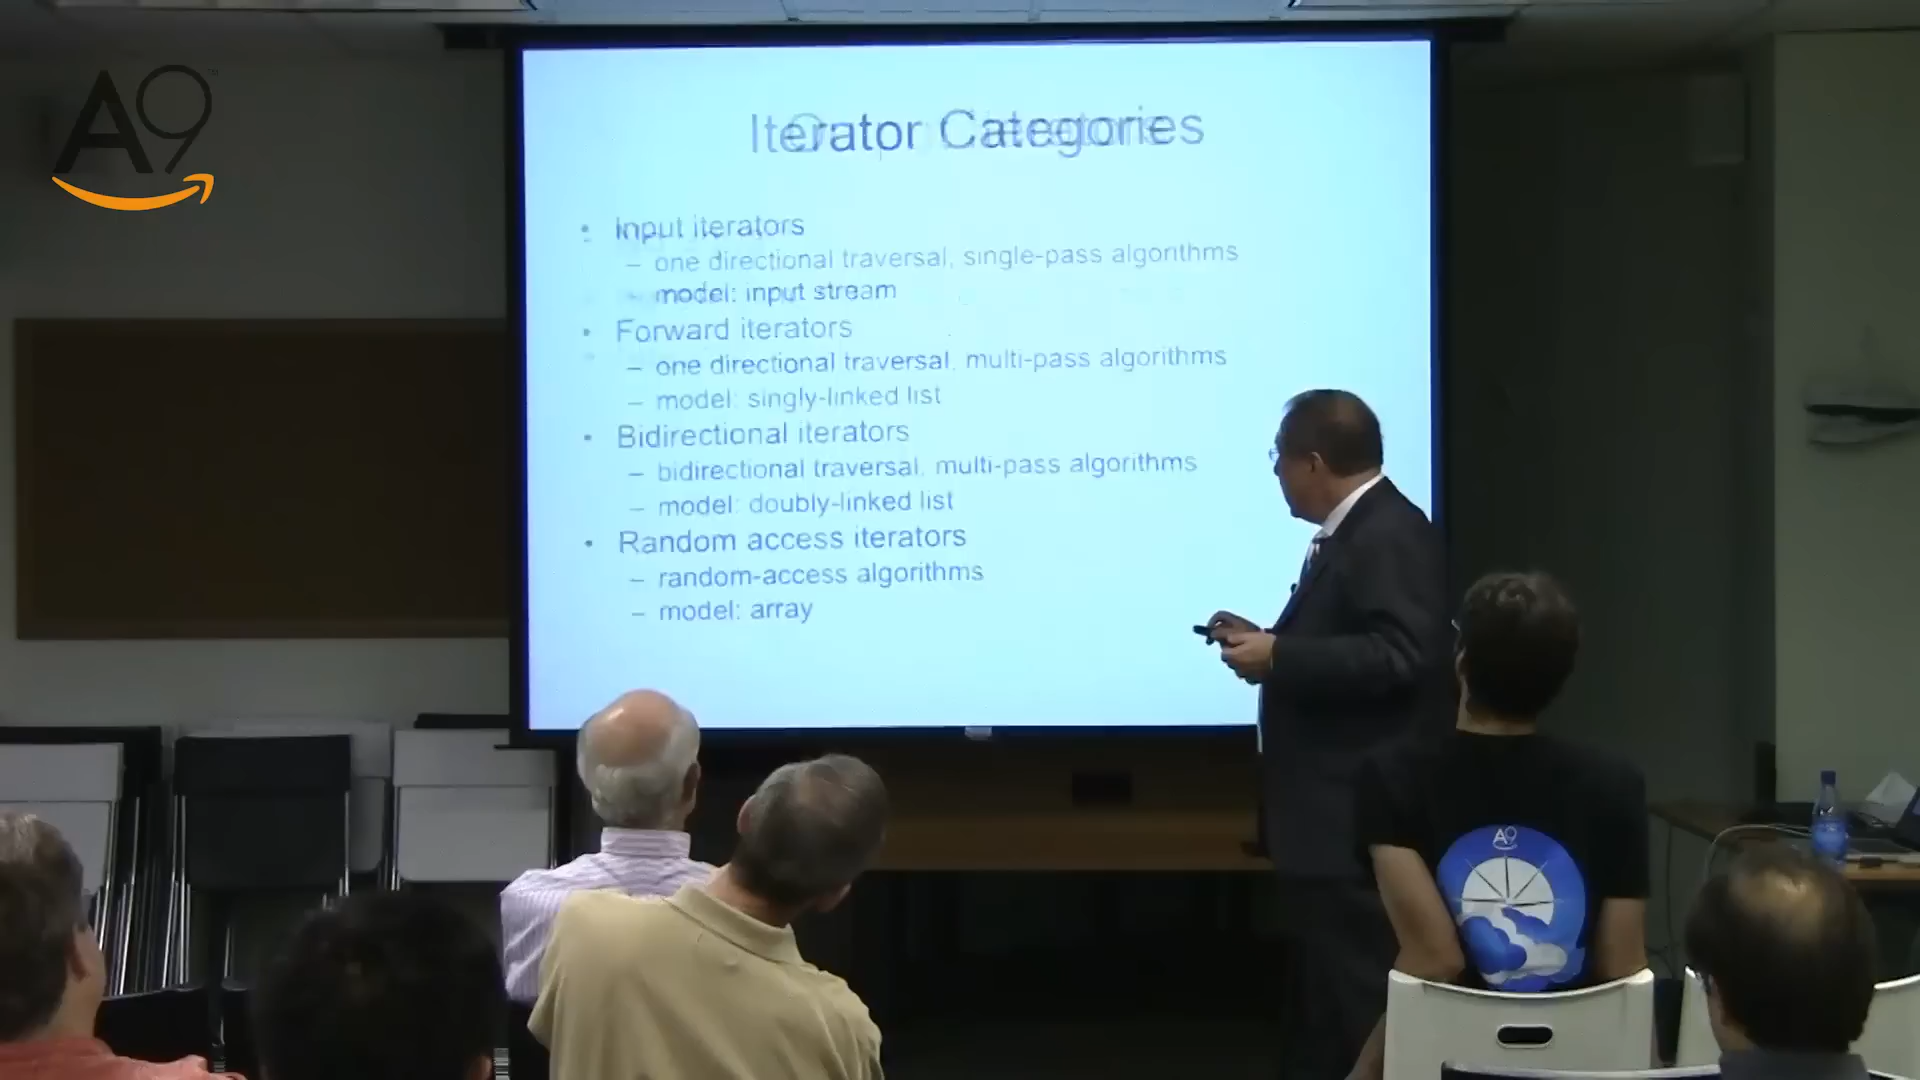 A9
Iterator Categories
• Input iterators
– one directional traversal, single-pass algorithms
– model: input stream
• Forward iterators
– one directional traversal, multi-pass algorithms
– model: singly-linked list
• Bidirectional iterators
– bidirectional traversal, multi-pass algorithms
– model: doubly-linked list
• Random access iterators
– random-access algorithms
– model: array
A9